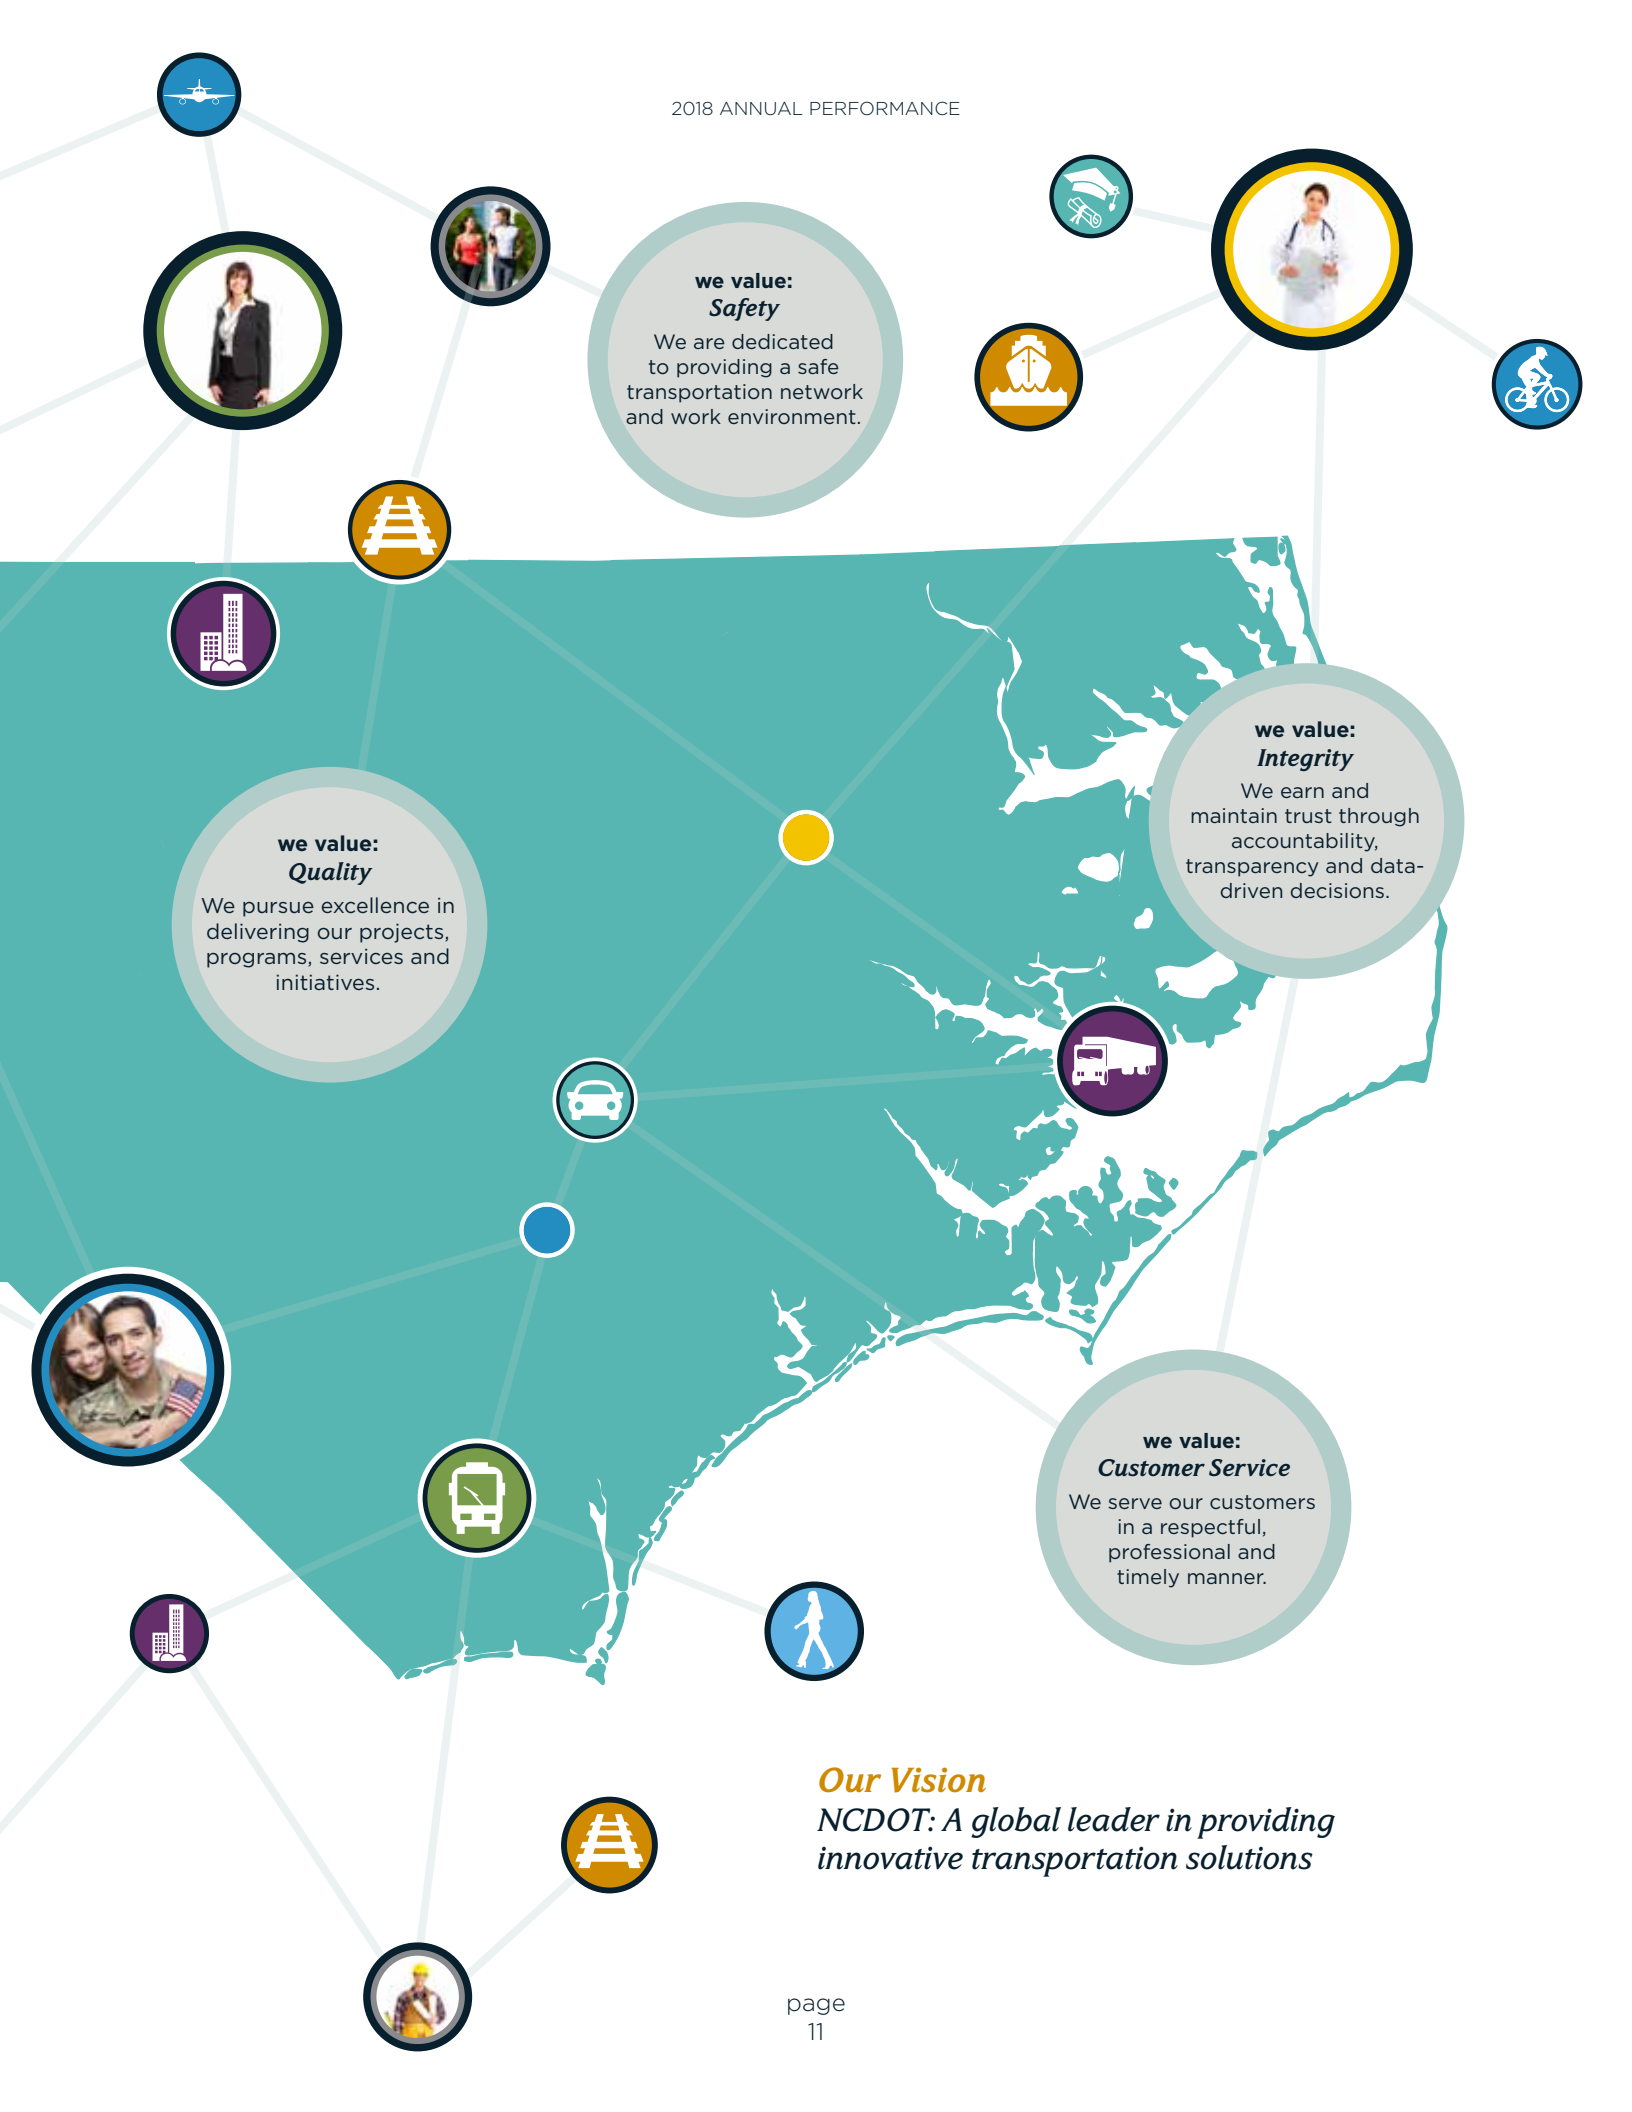 2018 ANNUAL PERFORMANCE
we value:
Safety
We are dedicated
to providing a safe
transportation network
and work environment.
we value:
Integrity
We earn and
maintain trust through
accountability,
transparency and data-
driven decisions.
we value:
Quality
We pursue excellence in
delivering our projects,
programs, services and
initiatives.
we value:
Customer Service
We serve our customers
in a respectful,
professional and
timely manner.
Our Vision
NCDOT: A global leader in providing
innovative transportation solutions
page
11